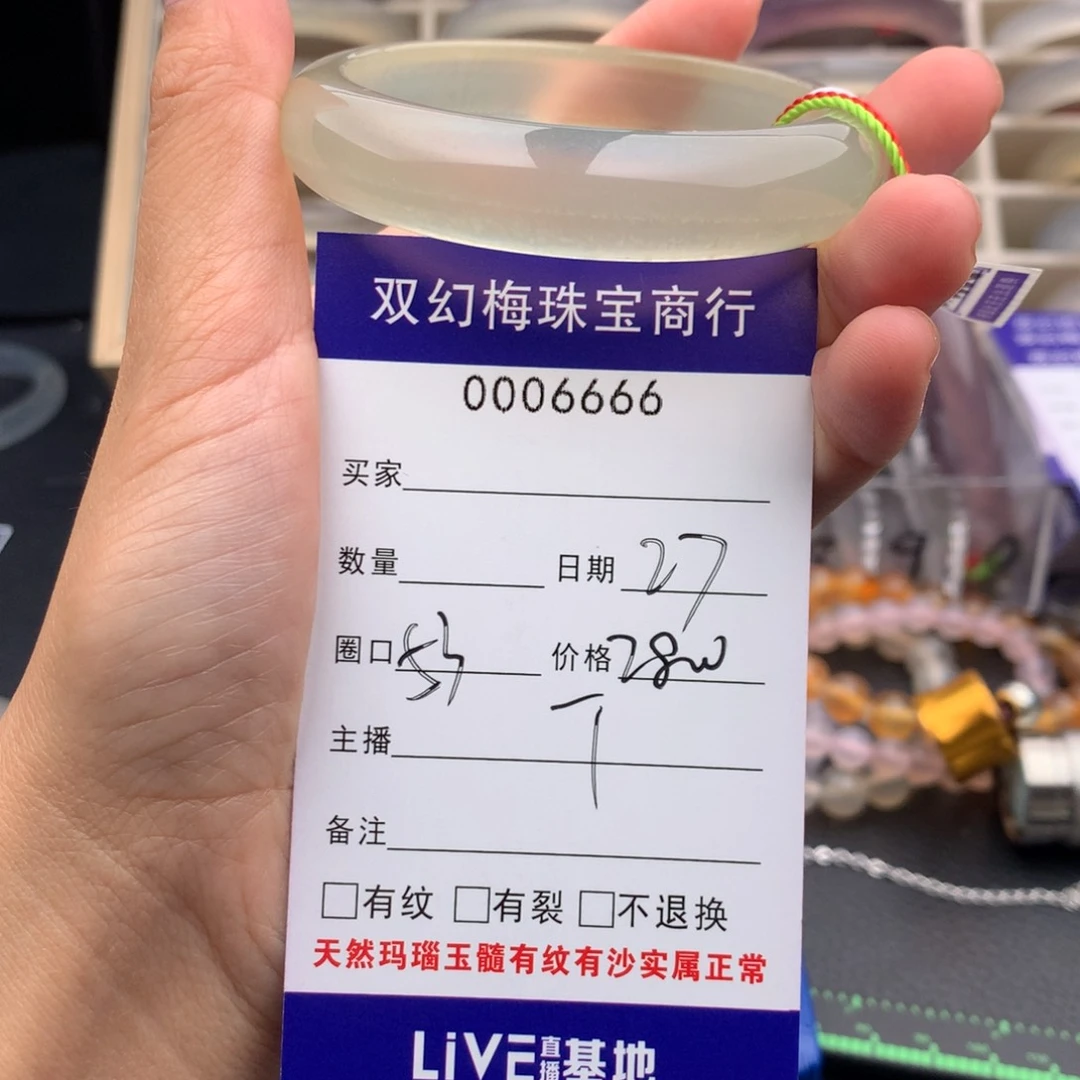 双幻梅珠宝商行
0006666
买家
数量 日期 27
圈口 54 价格 28w
主播
备注
□有纹 □有裂 □不退换
天然玛瑙玉髓有纹有沙实属正常
LiVE直播基地